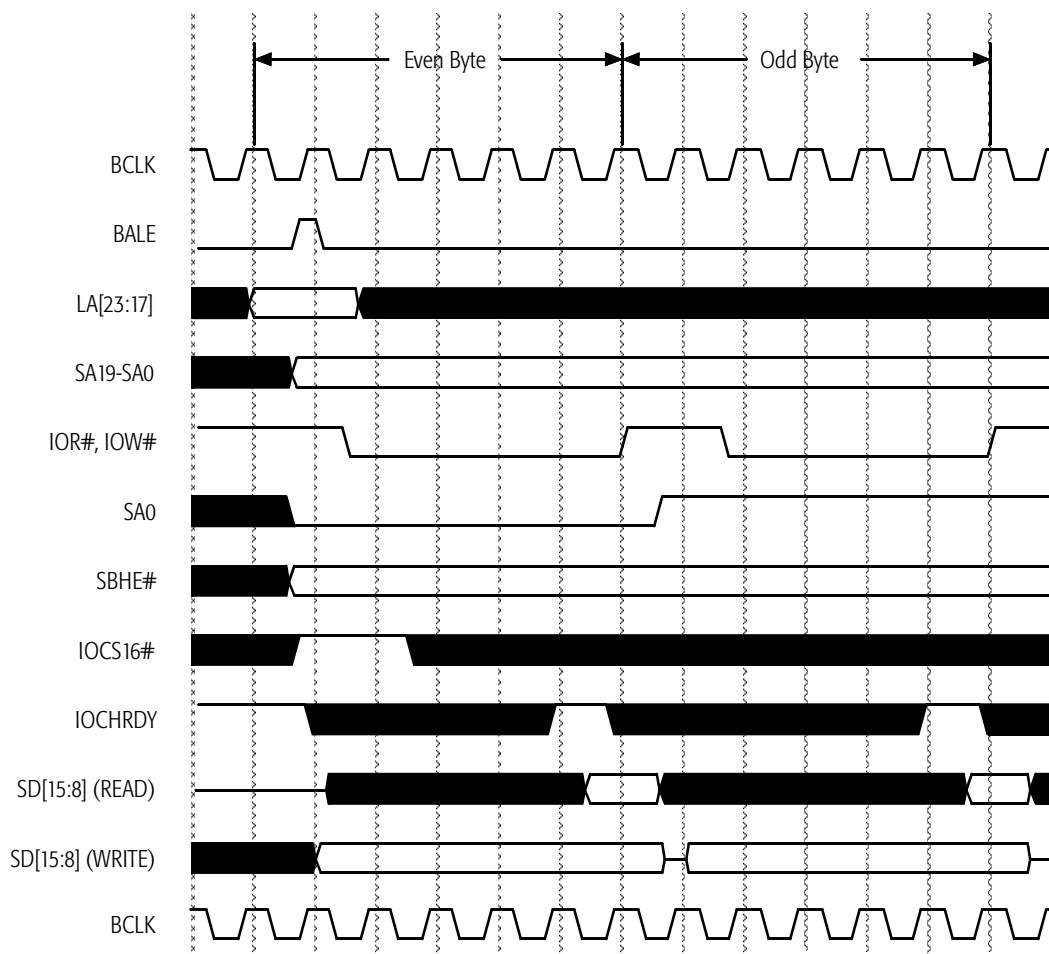 Even Byte
Odd Byte
BCLK
BALE
LA[23:17]
SA19-SA0
IOR#, IOW#
SA0
SBHE#
IOCS16#
IOCHRDY
SD[15:8] (READ)
SD[15:8] (WRITE)
BCLK